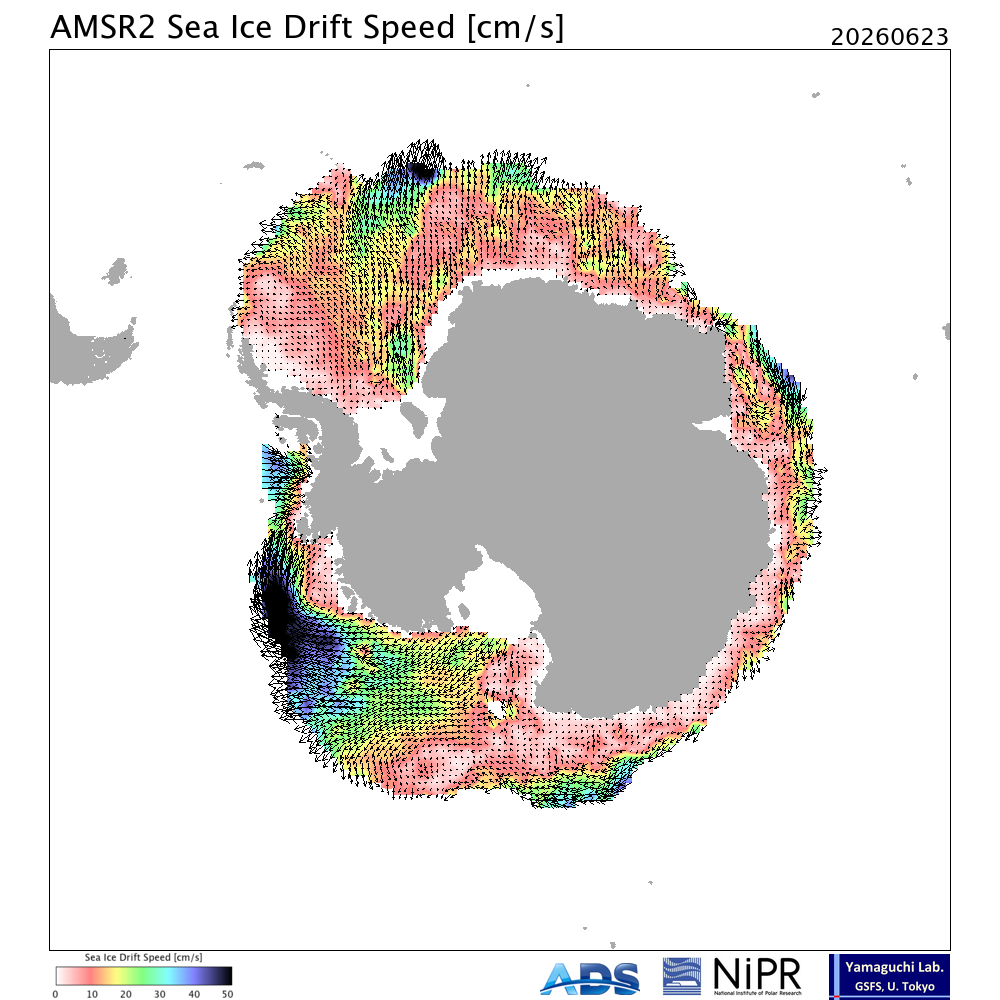 AMSR2 Sea Ice Drift Speed [cm/s]
20260623
Sea Ice Drift Speed [cm/s]
0 10 20 30 40 50
ADS
NiPR
National Institute of Polar Research
Yamaguchi Lab.
GSFS, U. Tokyo